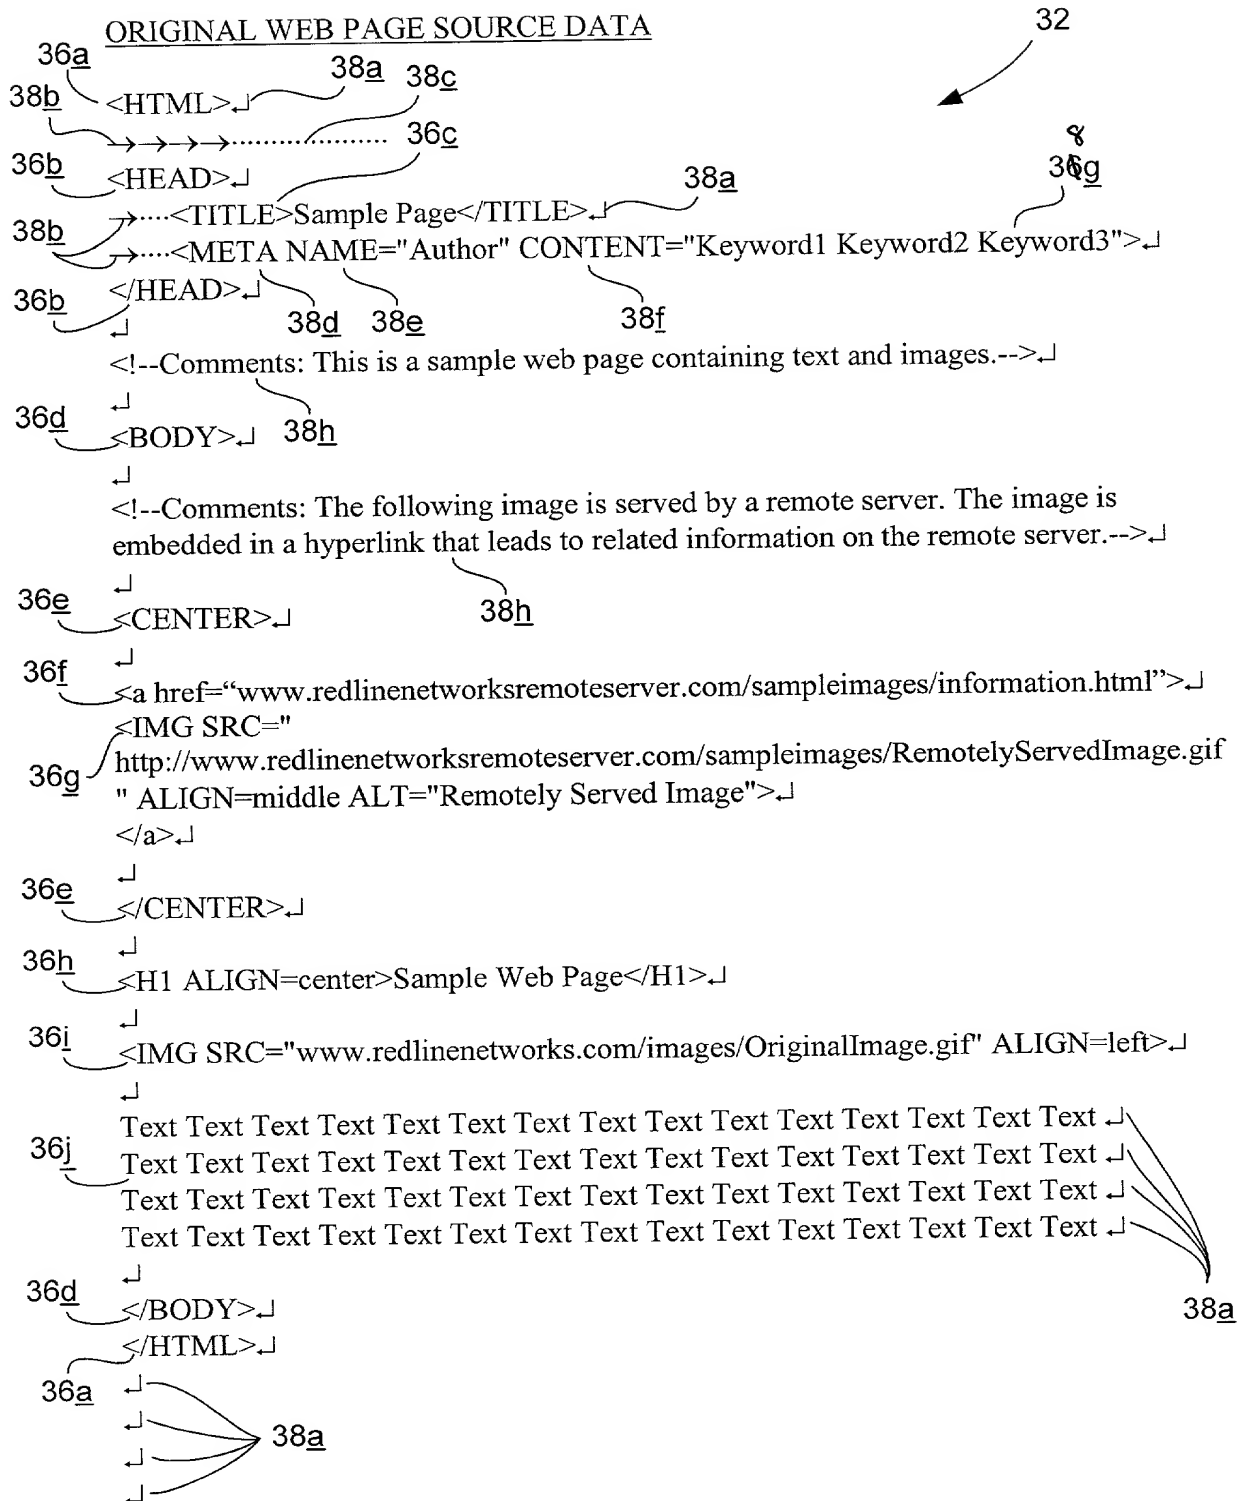 ORIGINAL WEB PAGE SOURCE DATA
32
36a
38a
38c
38b
<HTML>↵
→→→→·····················
36c
36b
<HEAD>↵
38g
38a
→····<TITLE>Sample Page</TITLE>↵
38b
→····<META NAME="Author" CONTENT="Keyword1 Keyword2 Keyword3">↵
</HEAD>↵
36b
38d 38e 38f
↵
<!--Comments: This is a sample web page containing text and images.-->↵
↵
36d
<BODY>↵
38h
↵
<!--Comments: The following image is served by a remote server. The image is
embedded in a hyperlink that leads to related information on the remote server.-->↵
↵
36e
38h
<CENTER>↵
↵
36f
<a href=“www.redlinenetworksremoteserver.com/sampleimages/information.html”>↵
<IMG SRC="
36g
http://www.redlinenetworksremoteserver.com/sampleimages/RemotelyServedImage.gif
" ALIGN=middle ALT="Remotely Served Image">↵
</a>↵
↵
36e
</CENTER>↵
↵
36h
<H1 ALIGN=center>Sample Web Page</H1>↵
↵
36i
<IMG SRC="www.redlinenetworks.com/images/OriginalImage.gif" ALIGN=left>↵
↵
Text Text Text Text Text Text Text Text Text Text Text Text Text Text Text ↵
36j
Text Text Text Text Text Text Text Text Text Text Text Text Text Text Text ↵
Text Text Text Text Text Text Text Text Text Text Text Text Text Text Text ↵
Text Text Text Text Text Text Text Text Text Text Text Text Text Text Text ↵
↵
36d
38a
</BODY>↵
</HTML>↵
36a
↵
↵
38a
↵
↵